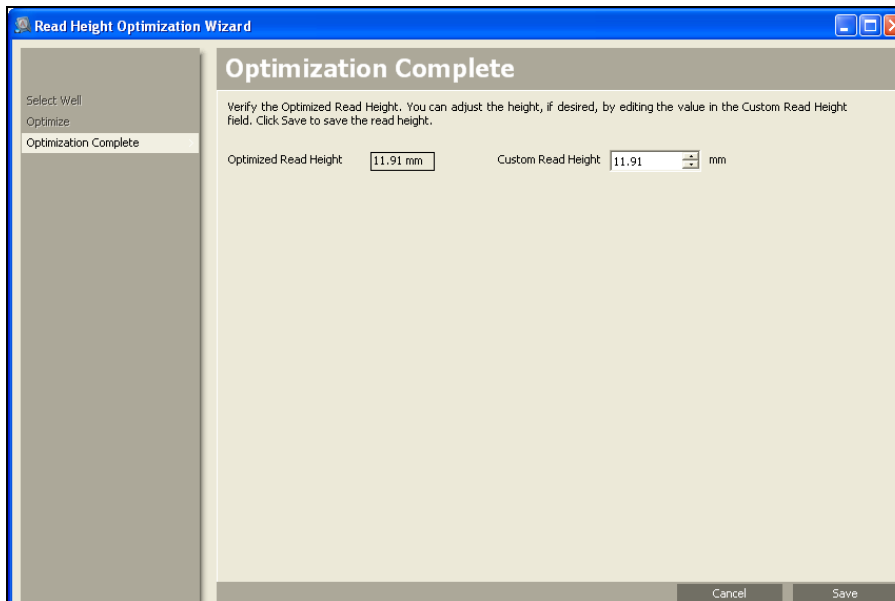 Read Height Optimization Wizard
Select Well
Optimize
Optimization Complete
Optimization Complete
Verify the Optimized Read Height. You can adjust the height, if desired, by editing the value in the Custom Read Height
field. Click Save to save the read height.
Optimized Read Height 11.91 mm Custom Read Height 11.91 mm
Cancel Save